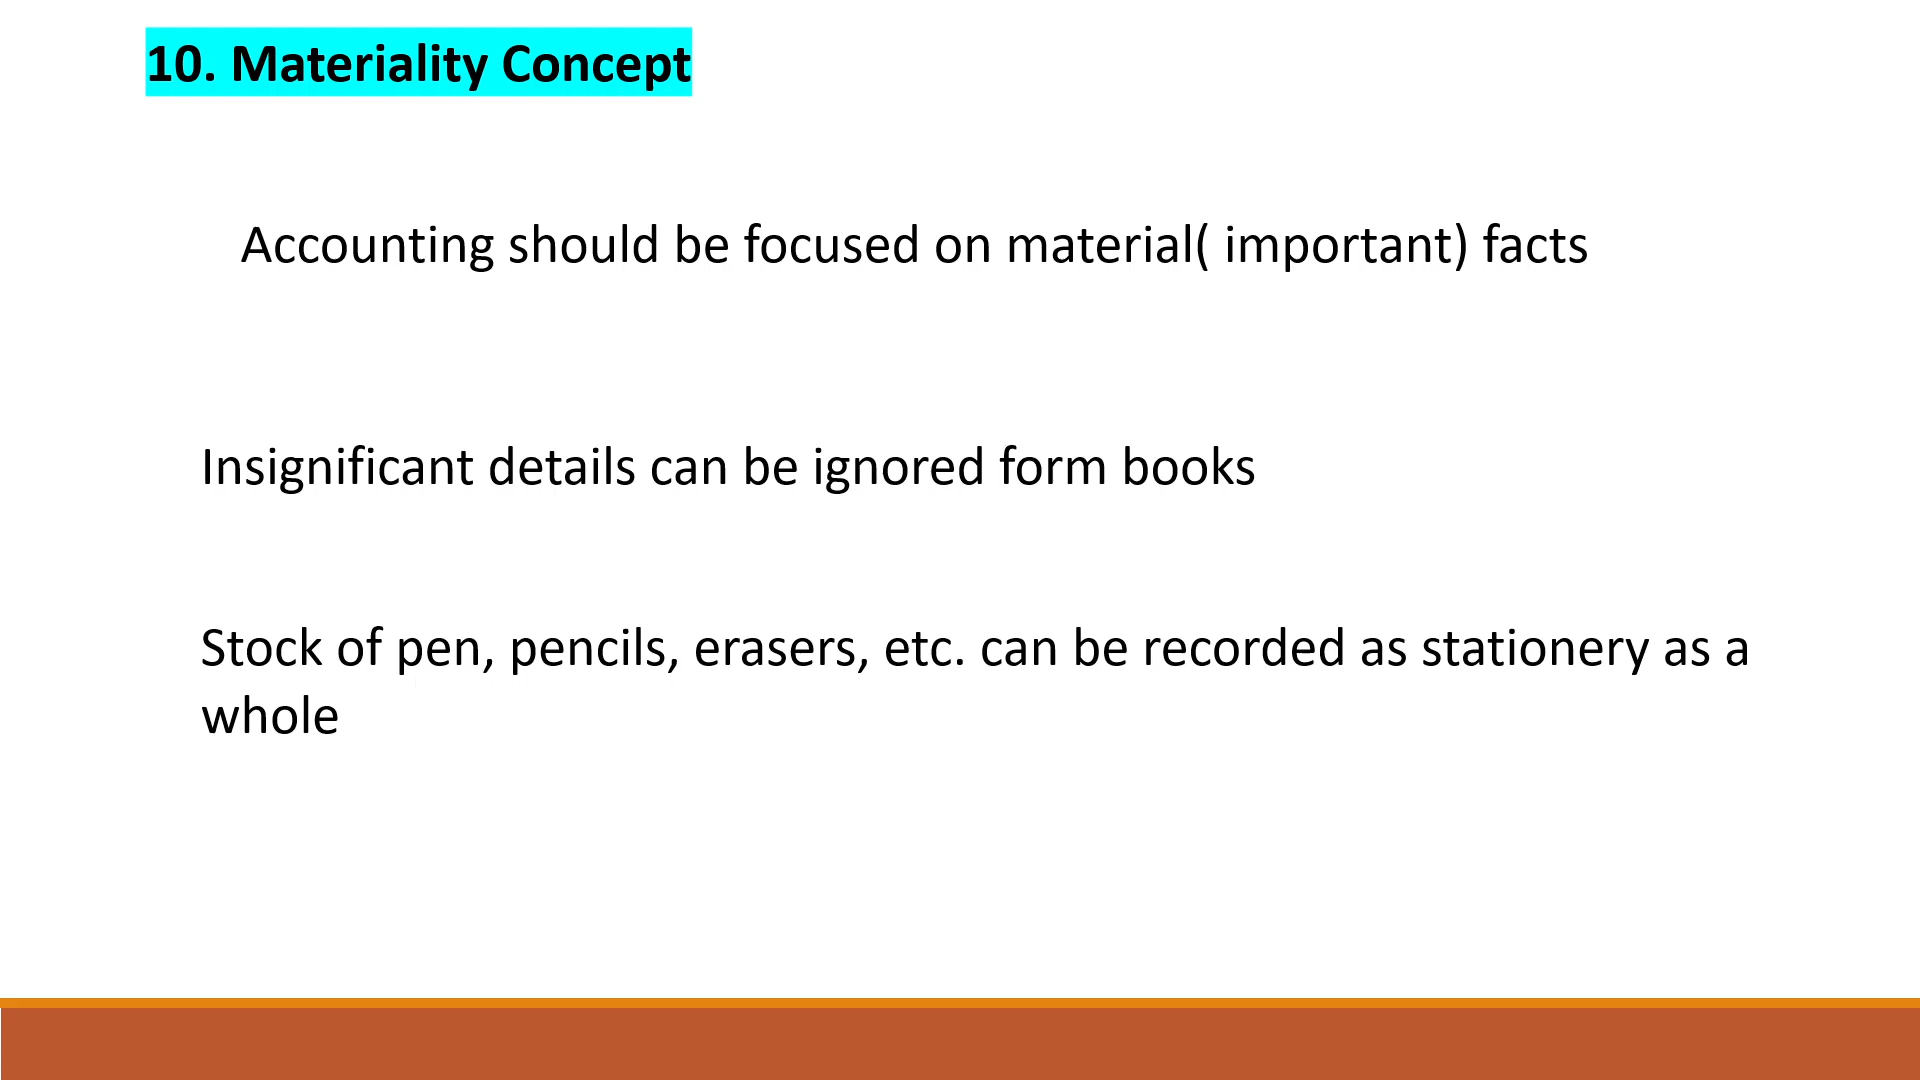 10. Materiality Concept
Accounting should be focused on material( important) facts
Insignificant details can be ignored form books
Stock of pen, pencils, erasers, etc. can be recorded as stationery as a
whole